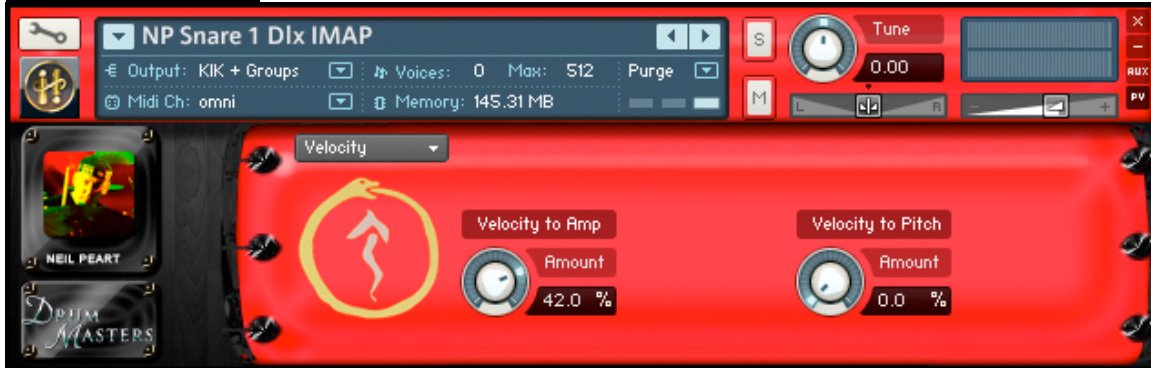 NP Snare 1 Dlx IMAP
S
Tune
Output: KIK + Groups
Voices: 0 Max: 512
Purge
0.00
AUX
Midi Ch: omni
Memory: 145.31 MB
M
L
R
PV
Velocity
Velocity to Amp
Velocity to Pitch
Amount
Amount
42.0 %
0.0 %
NEIL PEART
DRUM
MASTERS